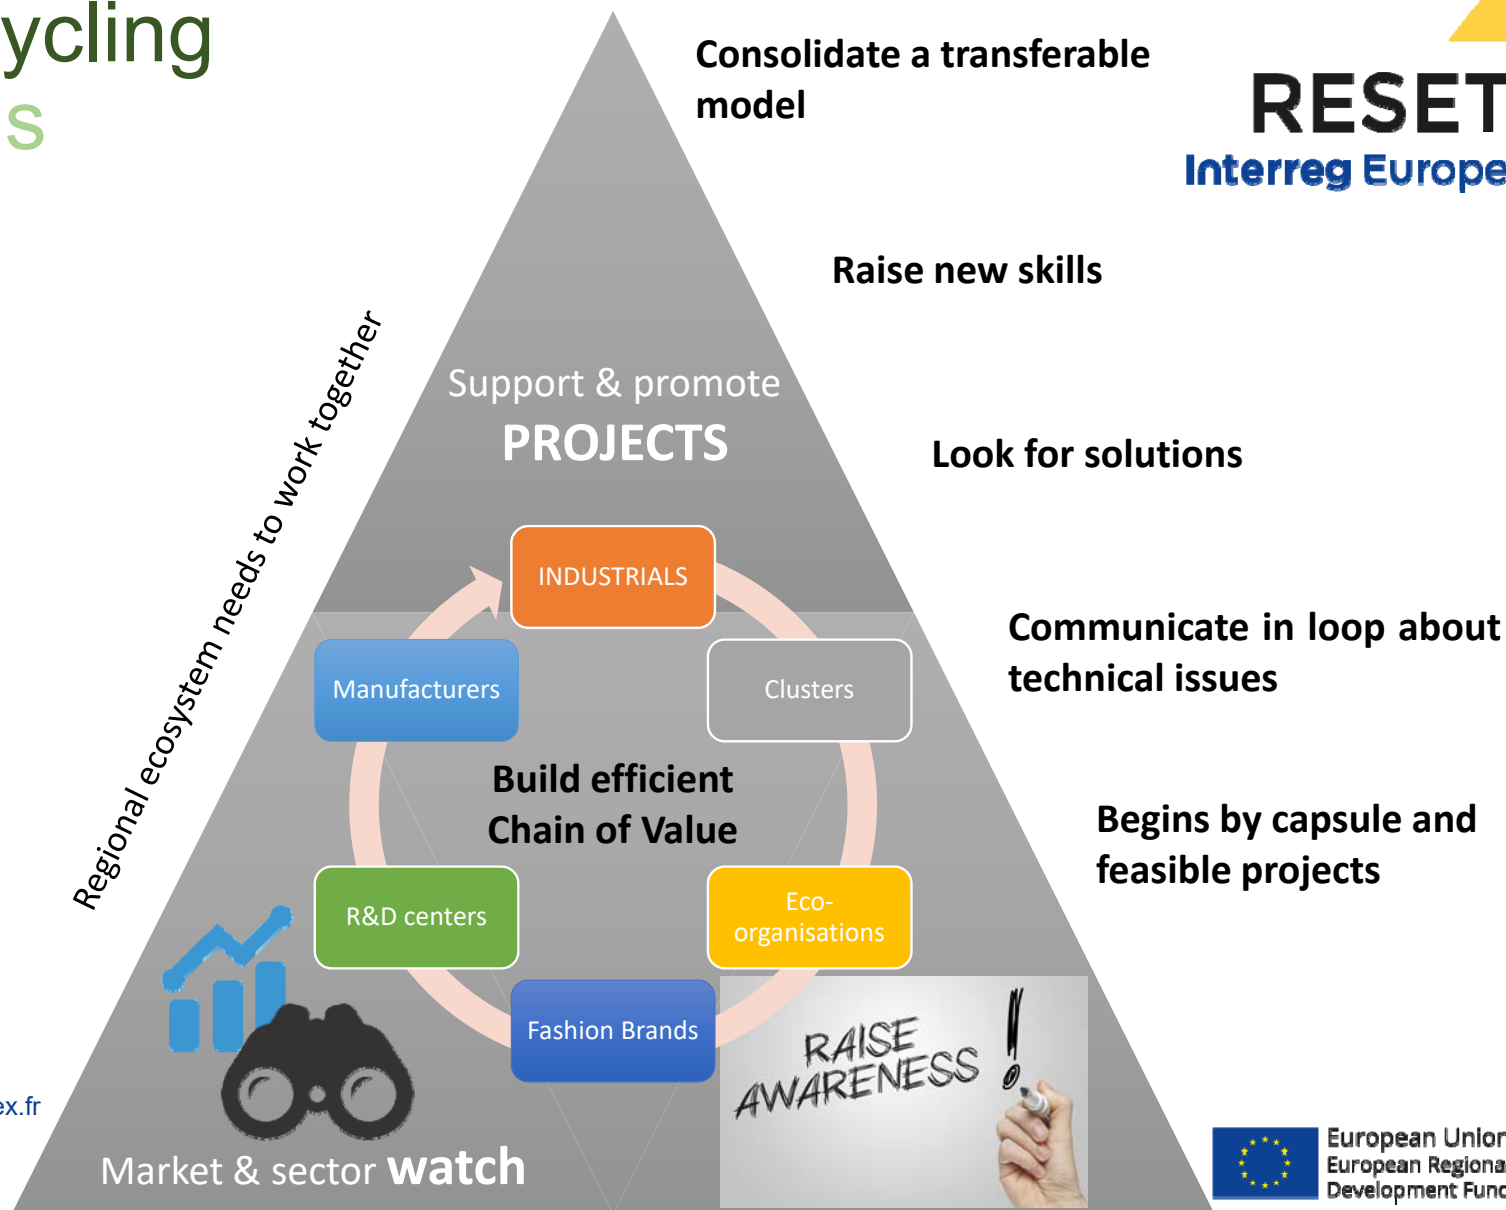 ycling
s
Consolidate a transferable
model
RESET
Interreg Europe
Raise new skills
Regional ecosystem needs to work together
Support & promote
PROJECTS
Look for solutions
INDUSTRIALS
Manufacturers
Clusters
Communicate in loop about
technical issues
Build efficient
Chain of Value
Begins by capsule and
feasible projects
R&D centers
Eco-
organisations
Fashion Brands
RAISE
AWARENESS !
ex.fr
Market & sector watch
European Union
European Regiona
Development Fund